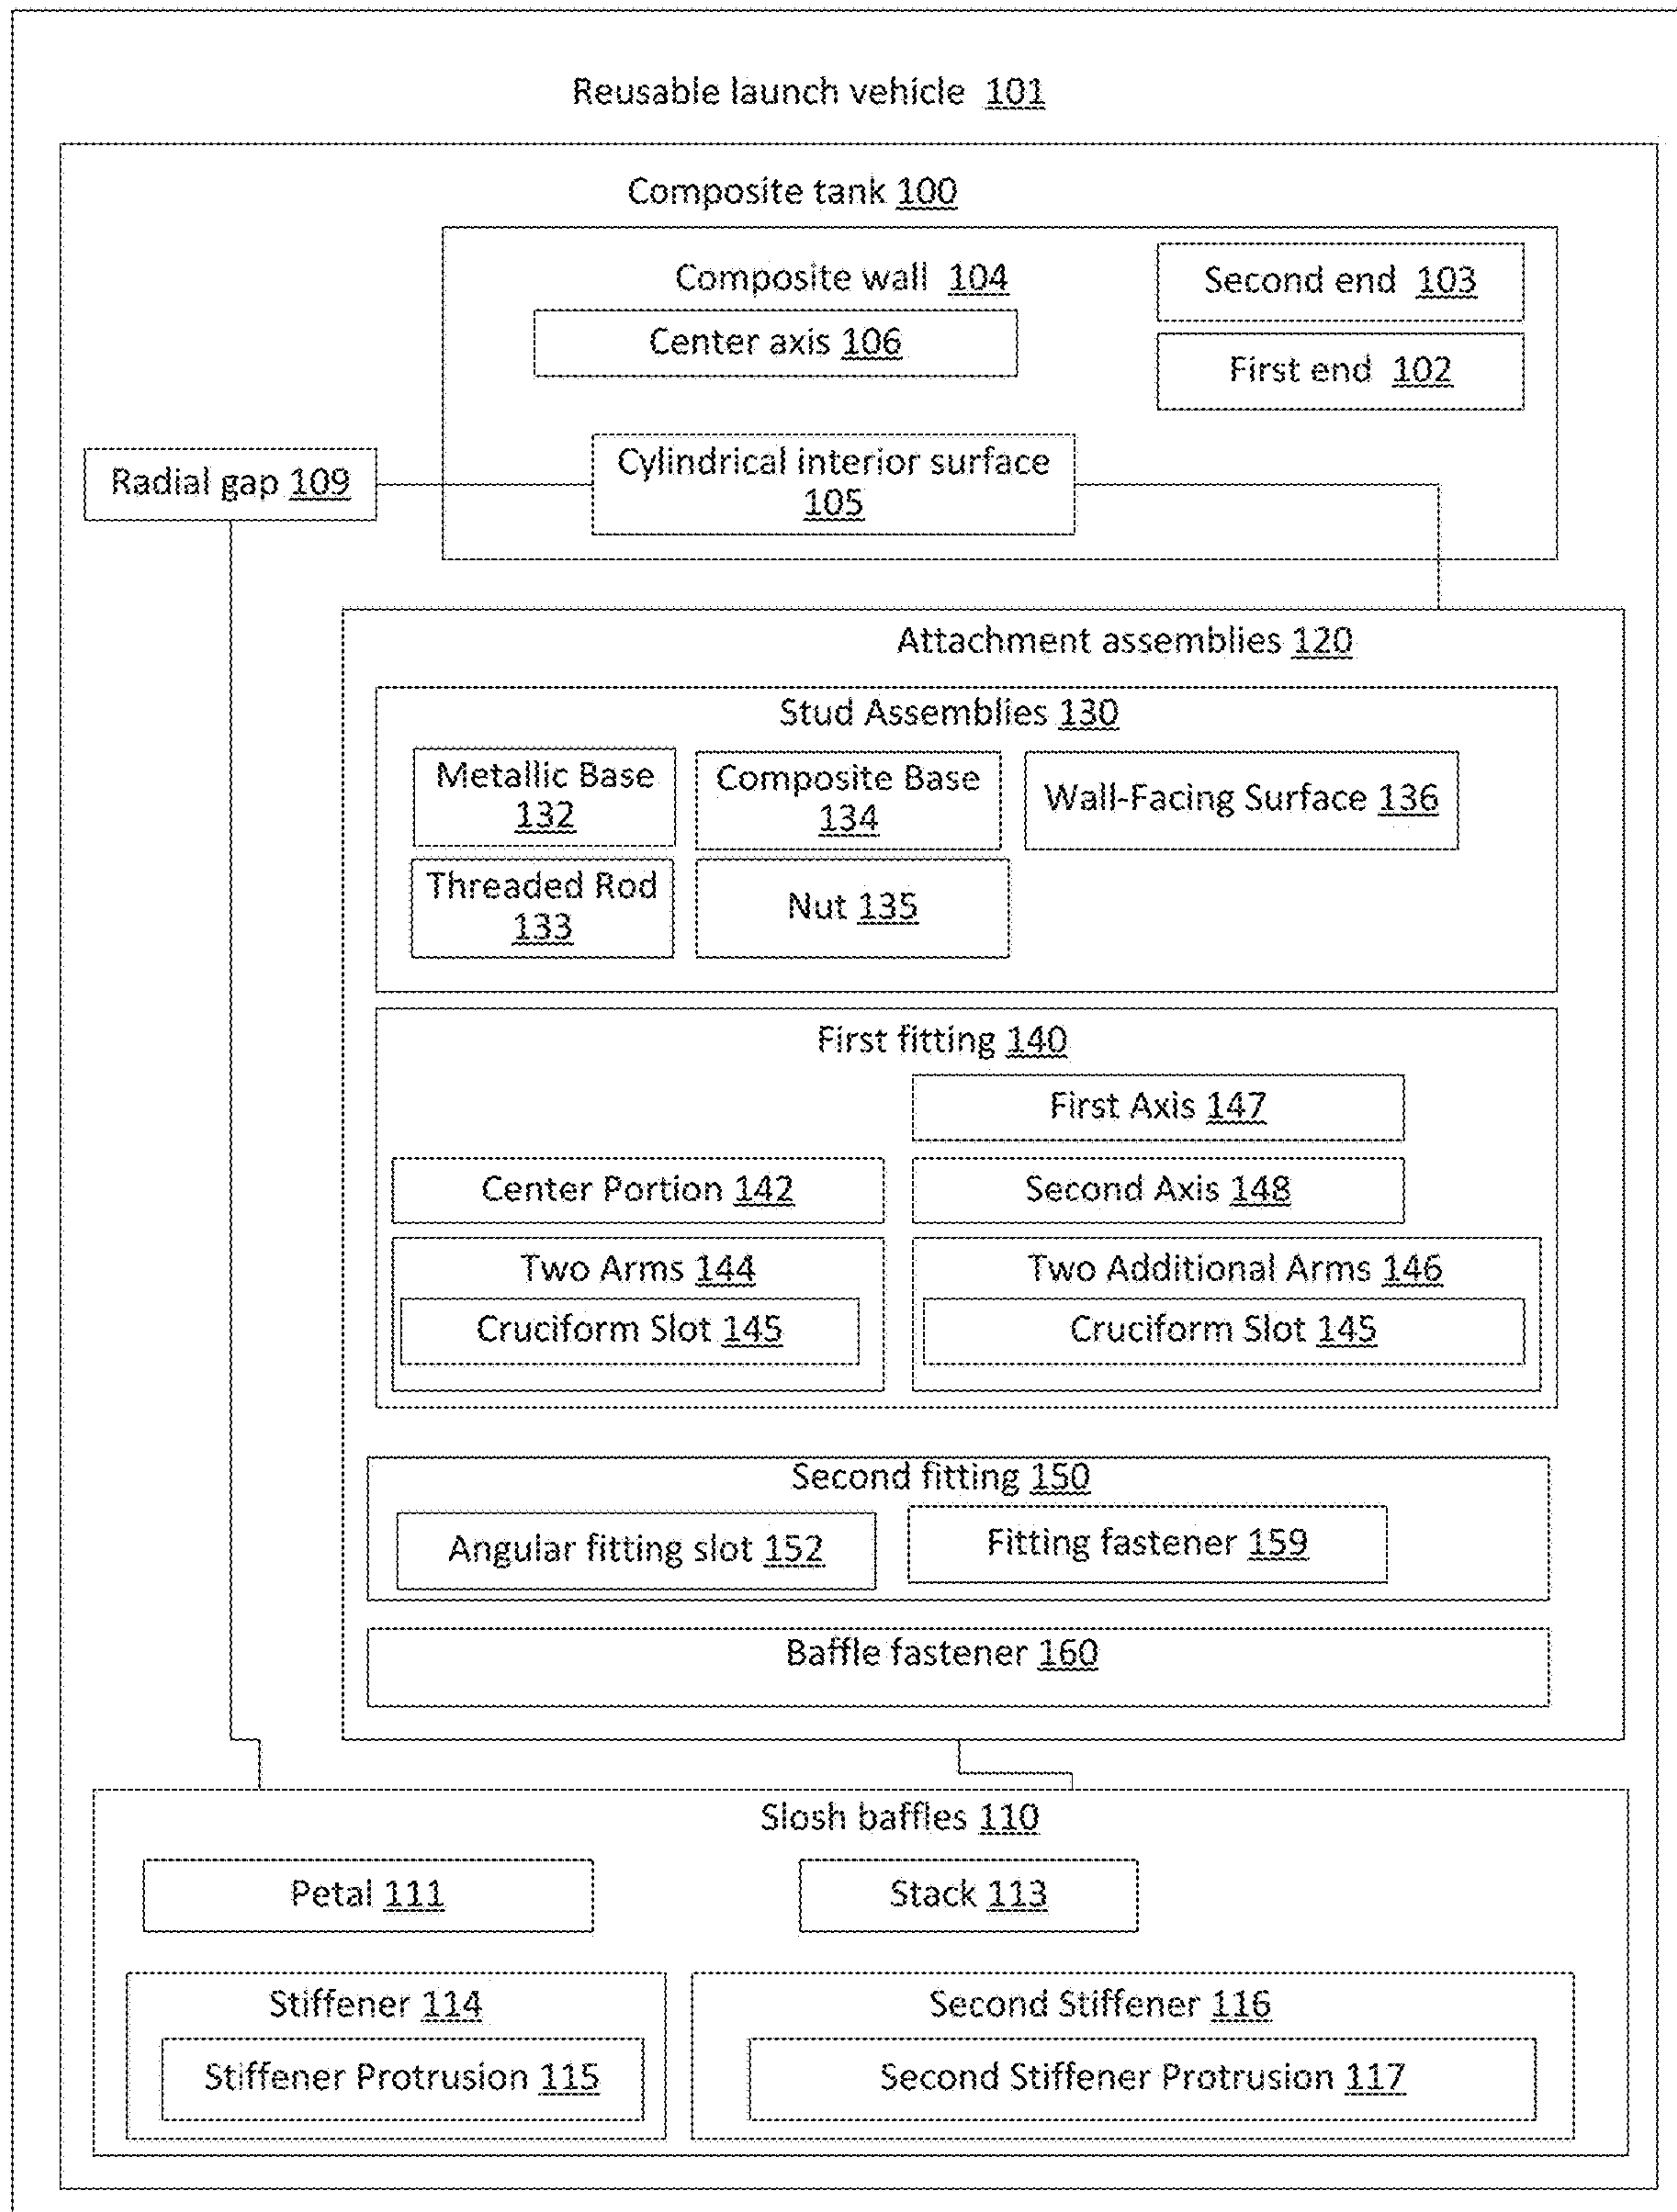 Reusable launch vehicle 101
Composite tank 100
Composite wall 104
Second end 103
Center axis 106
First end 102
Radial gap 109
Cylindrical interior surface
105
Attachment assemblies 120
Stud Assemblies 130
Metallic Base
132
Composite Base
134
Wall-Facing Surface 136
Threaded Rod
133
Nut 135
First fitting 140
First Axis 147
Center Portion 142
Second Axis 148
Two Arms 144
Cruciform Slot 145
Two Additional Arms 146
Cruciform Slot 145
Second fitting 150
Angular fitting slot 152
Fitting fastener 159
Baffle fastener 160
Slosh baffles 110
Petal 111
Stack 113
Stiffener 114
Stiffener Protrusion 115
Second Stiffener 116
Second Stiffener Protrusion 117